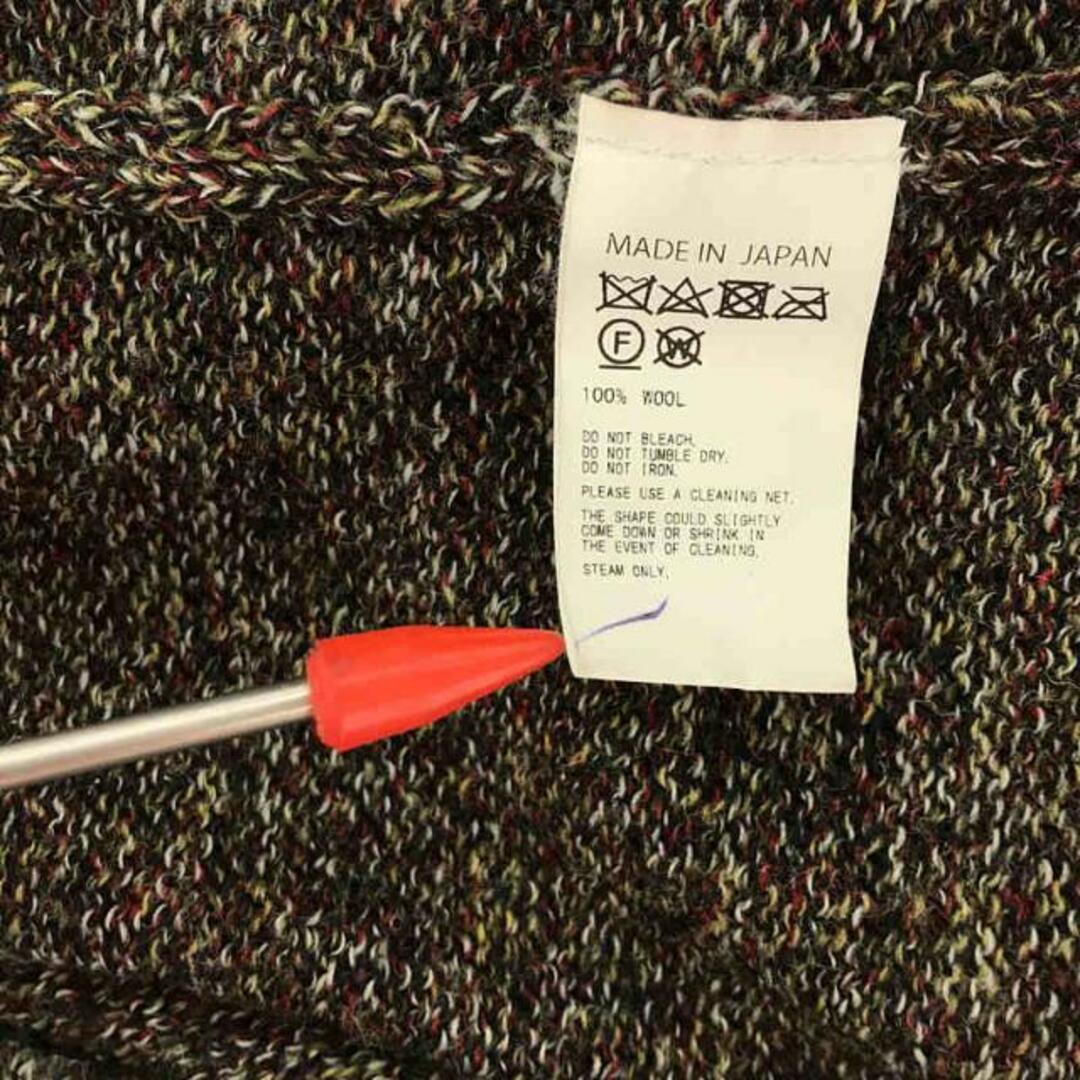 MADE IN JAPAN
F W
100% WOOL
DO NOT BLEACH.
DO NOT TUMBLE DRY.
DO NOT IRON.
PLEASE USE A CLEANING NET.
THE SHAPE COULD SLIGHTLY
COME DOWN OR SHRINK IN
THE EVENT OF CLEANING.
STEAM ONLY.